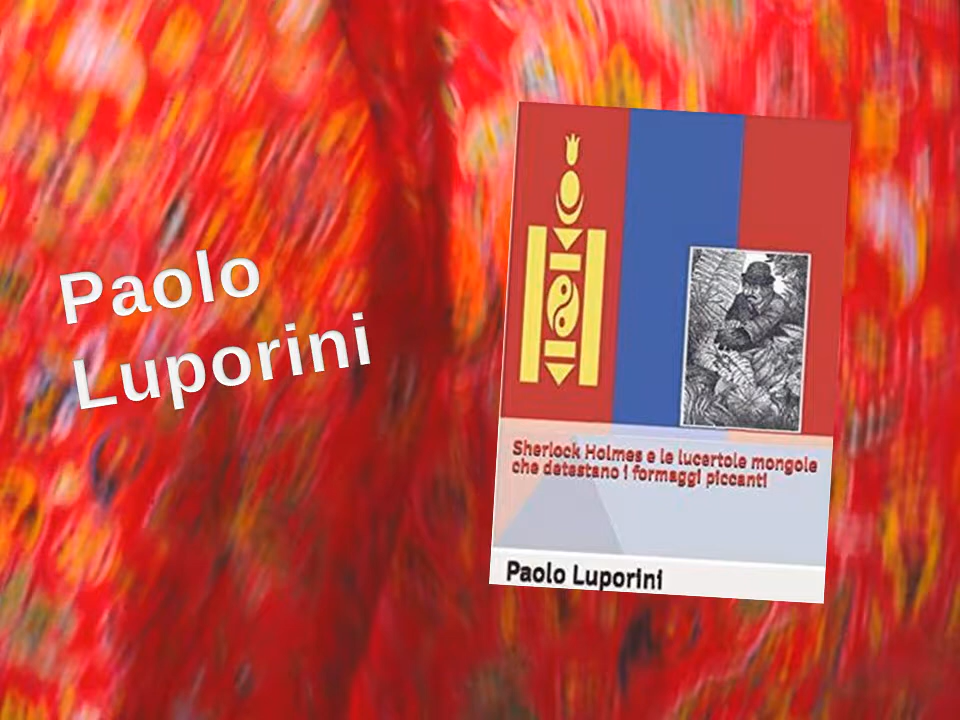 Paolo
Luporini
Sherlock Holmes e le lucertole mongole
che detestano i formaggi piccanti
Paolo Luporini